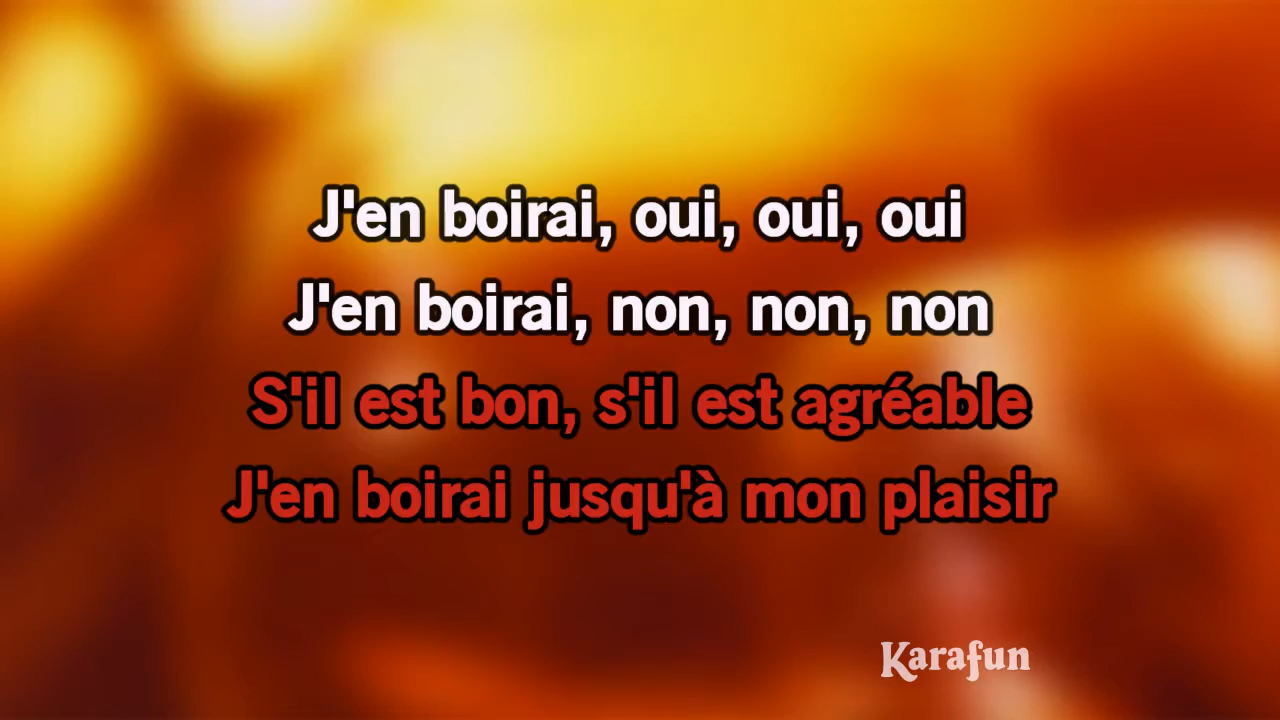 J'en boirai, oui, oui, oui
J'en boirai, non, non, non
S'il est bon, s'il est agréable
J'en boirai jusqu'à mon plaisir
Karafun